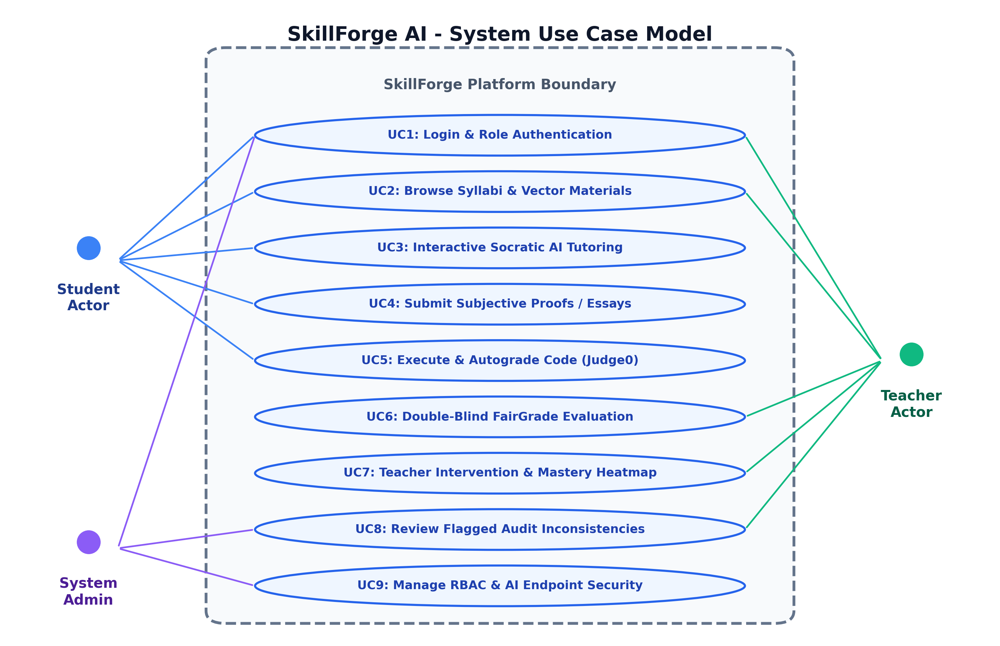 SkillForge AI - System Use Case Model
SkillForge Platform Boundary
UC1: Login & Role Authentication
UC2: Browse Syllabi & Vector Materials
UC3: Interactive Socratic AI Tutoring
Student
Actor
UC4: Submit Subjective Proofs / Essays
UC5: Execute & Autograde Code (Judge0)
Teacher
Actor
UC6: Double-Blind FairGrade Evaluation
UC7: Teacher Intervention & Mastery Heatmap
UC8: Review Flagged Audit Inconsistencies
System
Admin
UC9: Manage RBAC & AI Endpoint Security